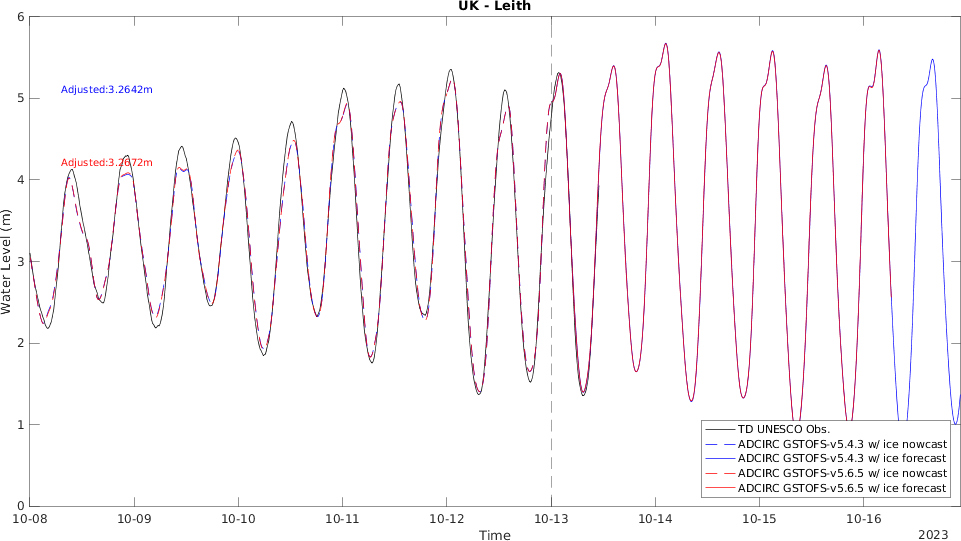 UK - Leith
6
5
4
3
2
1
0
Water Level (m)
Adjusted:3.2642m
Adjusted:3.2672m
TD UNESCO Obs.
ADCIRC GSTOFS-v5.4.3 w/ ice nowcast
ADCIRC GSTOFS-v5.4.3 w/ ice forecast
ADCIRC GSTOFS-v5.6.5 w/ ice nowcast
ADCIRC GSTOFS-v5.6.5 w/ ice forecast
10-08 10-09 10-10 10-11 10-12 10-13 10-14 10-15 10-16
Time
2023